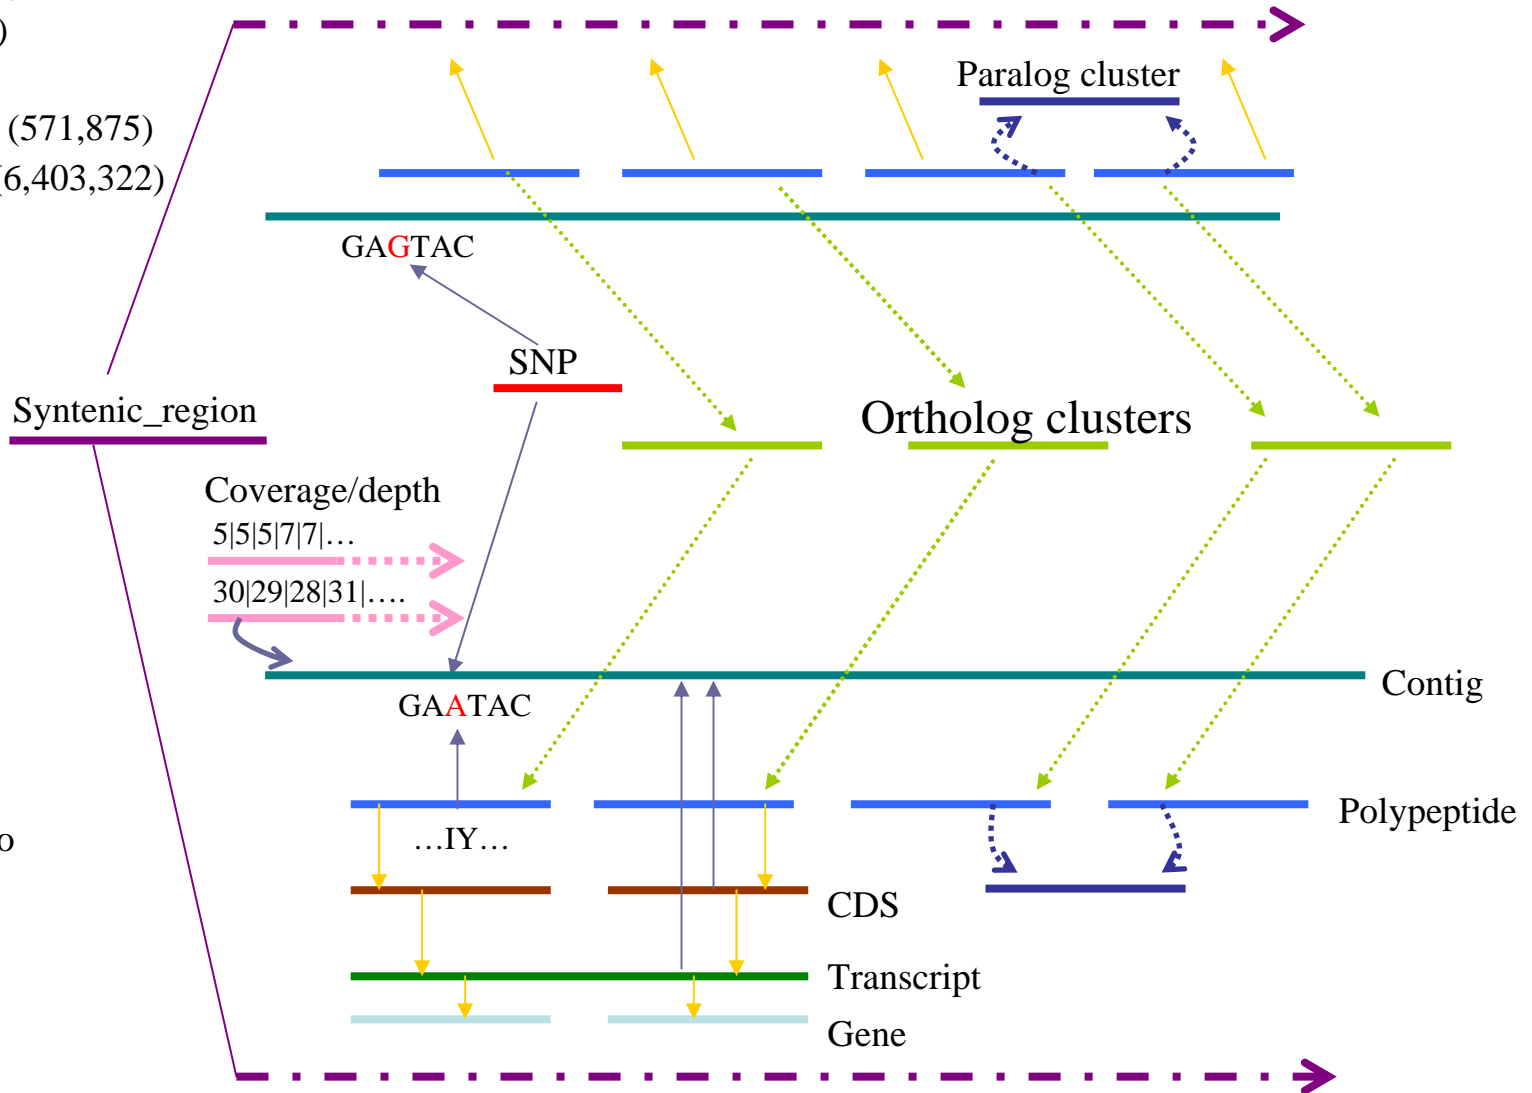 )
Paralog cluster
(571,875)
(6,403,322)
GAGTAC
SNP
Syntenic_region
Ortholog clusters
Coverage/depth
5|5|5|7|7|…
30|29|28|31|….
Contig
GAATAC
Polypeptide
…IY…
o
CDS
Transcript
Gene